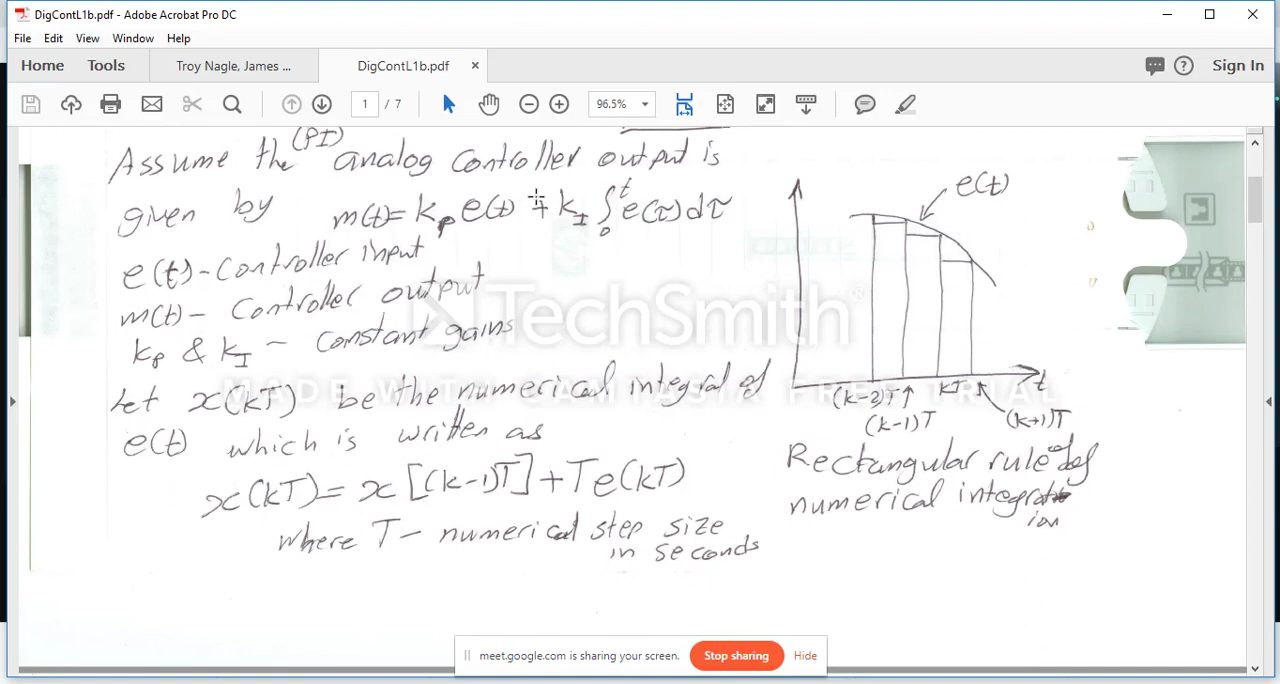 DigContL1b.pdf - Adobe Acrobat Pro DC
File Edit View Window Help
Home Tools Troy Nagle, James ... DigContL1b.pdf ×
1 / 7 96.5% Sign In
(PI)
Assume the analog controller output is
given by m(t)= Kp e(t) + KI ∫₀ᵗ e(τ)dτ
e(t)- Controller input
m(t)- Controller output
Kp & KI - Constant gains
Let x(kT) be the numerical integral of
e(t) which is written as
x(kT)= x[(k-1)T] + Te(kT)
where T - numerical step size
in seconds
e(t)
t
(k-2)T kT
(k-1)T (k+1)T
Rectangular rule of
numerical integrat
ion
TechSmith®
MADE WITH CAMTASIA FREE TRIAL
meet.google.com is sharing your screen. Stop sharing Hide